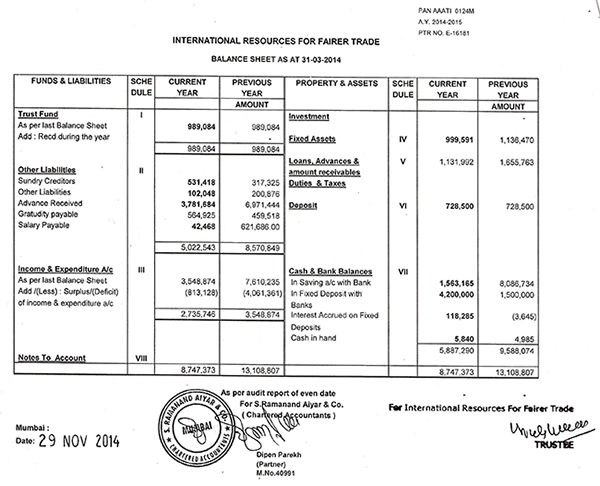 PAN AAATI 0124M
A.Y. 2014-2015
PTR NO. E-16181
INTERNATIONAL RESOURCES FOR FAIRER TRADE
BALANCE SHEET AS AT 31-03-2014
FUNDS & LIABILITIES SCHE DULE CURRENT YEAR PREVIOUS YEAR PROPERTY & ASSETS SCHE DULE CURRENT YEAR PREVIOUS YEAR
AMOUNT AMOUNT
Trust Fund I Investment
As per last Balance Sheet 989,084 989,084
Add : Recd during the year - - Fixed Assets IV 999,591 1,136,470
989,084 989,084
Loans, Advances & V 1,131,992 1,655,763
Other Liabilities II amount receivables
Sundry Creditors 531,418 317,325 Duties & Taxes
Other Liabilities 102,048 200,876
Advance Received 3,781,684 6,971,444 Deposit VI 728,500 728,500
Gratudity payable 564,925 459,518
Salary Payable 42,468 621,686.00
5,022,543 8,570,849
Income & Expenditure A/c III Cash & Bank Balances VII
As per last Balance Sheet 3,548,874 7,610,235 In Saving a/c with Bank 1,563,165 8,086,734
Add /(Less) : Surplus/(Deficit) (813,128) (4,061,361) In Fixed Deposit with 4,200,000 1,500,000
of income & expenditure a/c Banks
2,735,746 3,548,874 Interest Accrued on Fixed 118,285 (3,645)
Deposits
Cash in hand 5,840 4,985
5,887,290 9,588,074
Notes To Account VIII
8,747,373 13,108,807 8,747,373 13,108,807
As per audit report of even date
For S.Ramanand Aiyar & Co.
(Chartered Accountants)
For International Resources For Fairer Trade
S. RAMANAND AIYAR & CO.
MUMBAI
CHARTERED ACCOUNTANTS
Mumbai :
Date: 29 NOV 2014
TRUSTEE
Dipen Parekh
(Partner)
M.No.40991